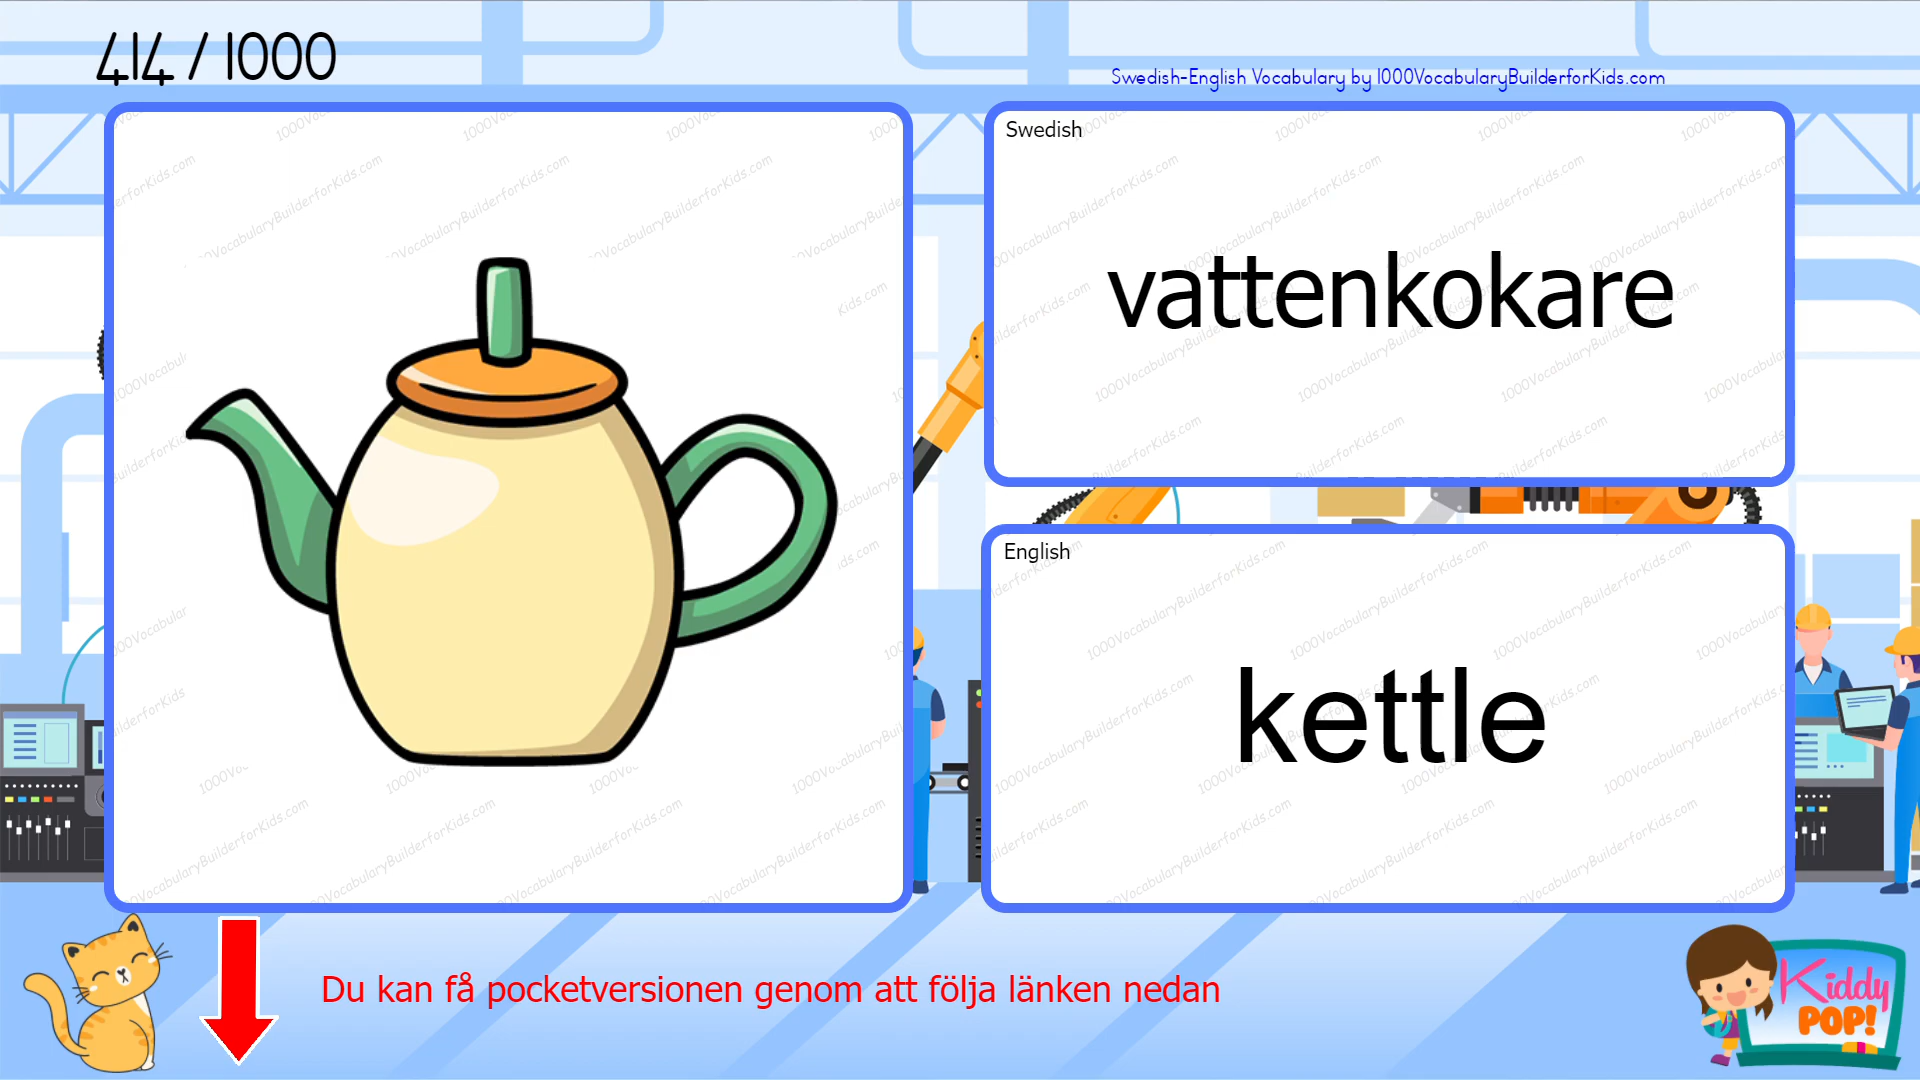 414 / 1000
Swedish-English Vocabulary by 1000VocabularyBuilderforKids.com
Swedish
vattenkokare
English
kettle
Du kan få pocketversionen genom att följa länken nedan
Kiddy
POP!